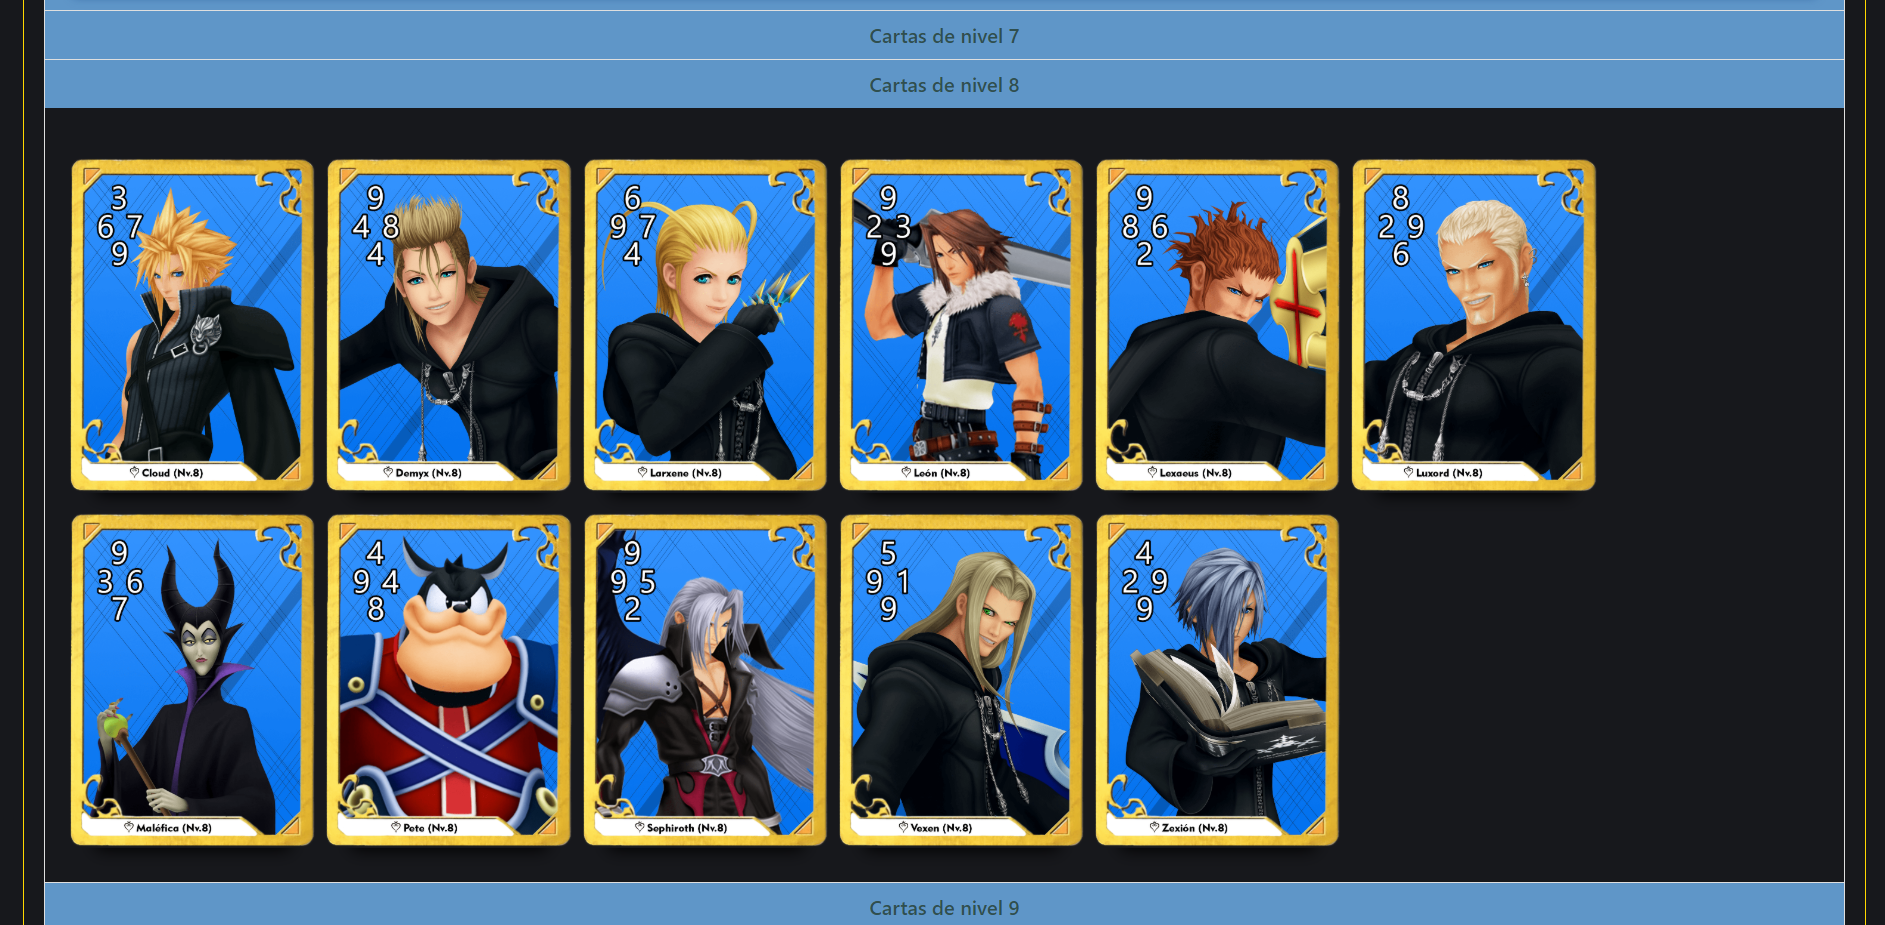 Cartas de nivel 7
Cartas de nivel 8
3
6 7
9
Cloud (Nv.8)
9
4 8
4
Demyx (Nv.8)
6
9 7
4
Larxene (Nv.8)
9
2 3
9
León (Nv.8)
9
8 6
2
Lexaeus (Nv.8)
8
2 9
6
Luxord (Nv.8)
9
3 6
7
Maléfica (Nv.8)
4
9 4
8
Pete (Nv.8)
9
9 5
2
Sephiroth (Nv.8)
5
9 1
9
Vexen (Nv.8)
4
2 9
9
Zexión (Nv.8)
Cartas de nivel 9